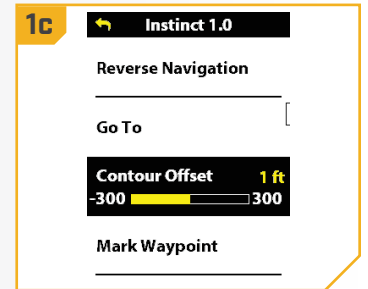 1c
Instinct 1.0
Reverse Navigation
Go To
Contour Offset 1 ft
-300 300
Mark Waypoint